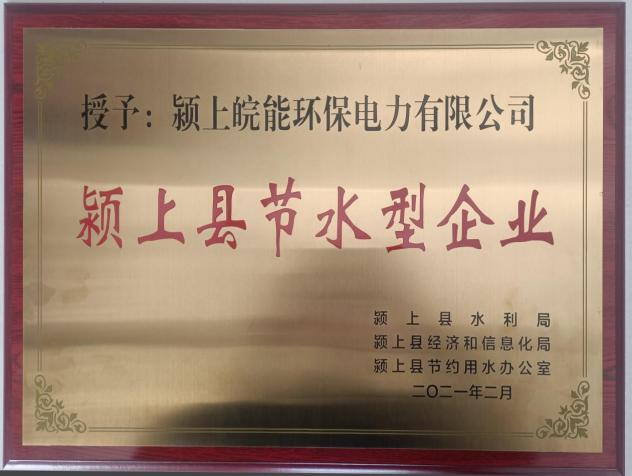 授予：颍上皖能环保电力有限公司
颍上县节水型企业
颍上县水利局
颍上县经济和信息化局
颍上县节约用水办公室
二〇二一年二月